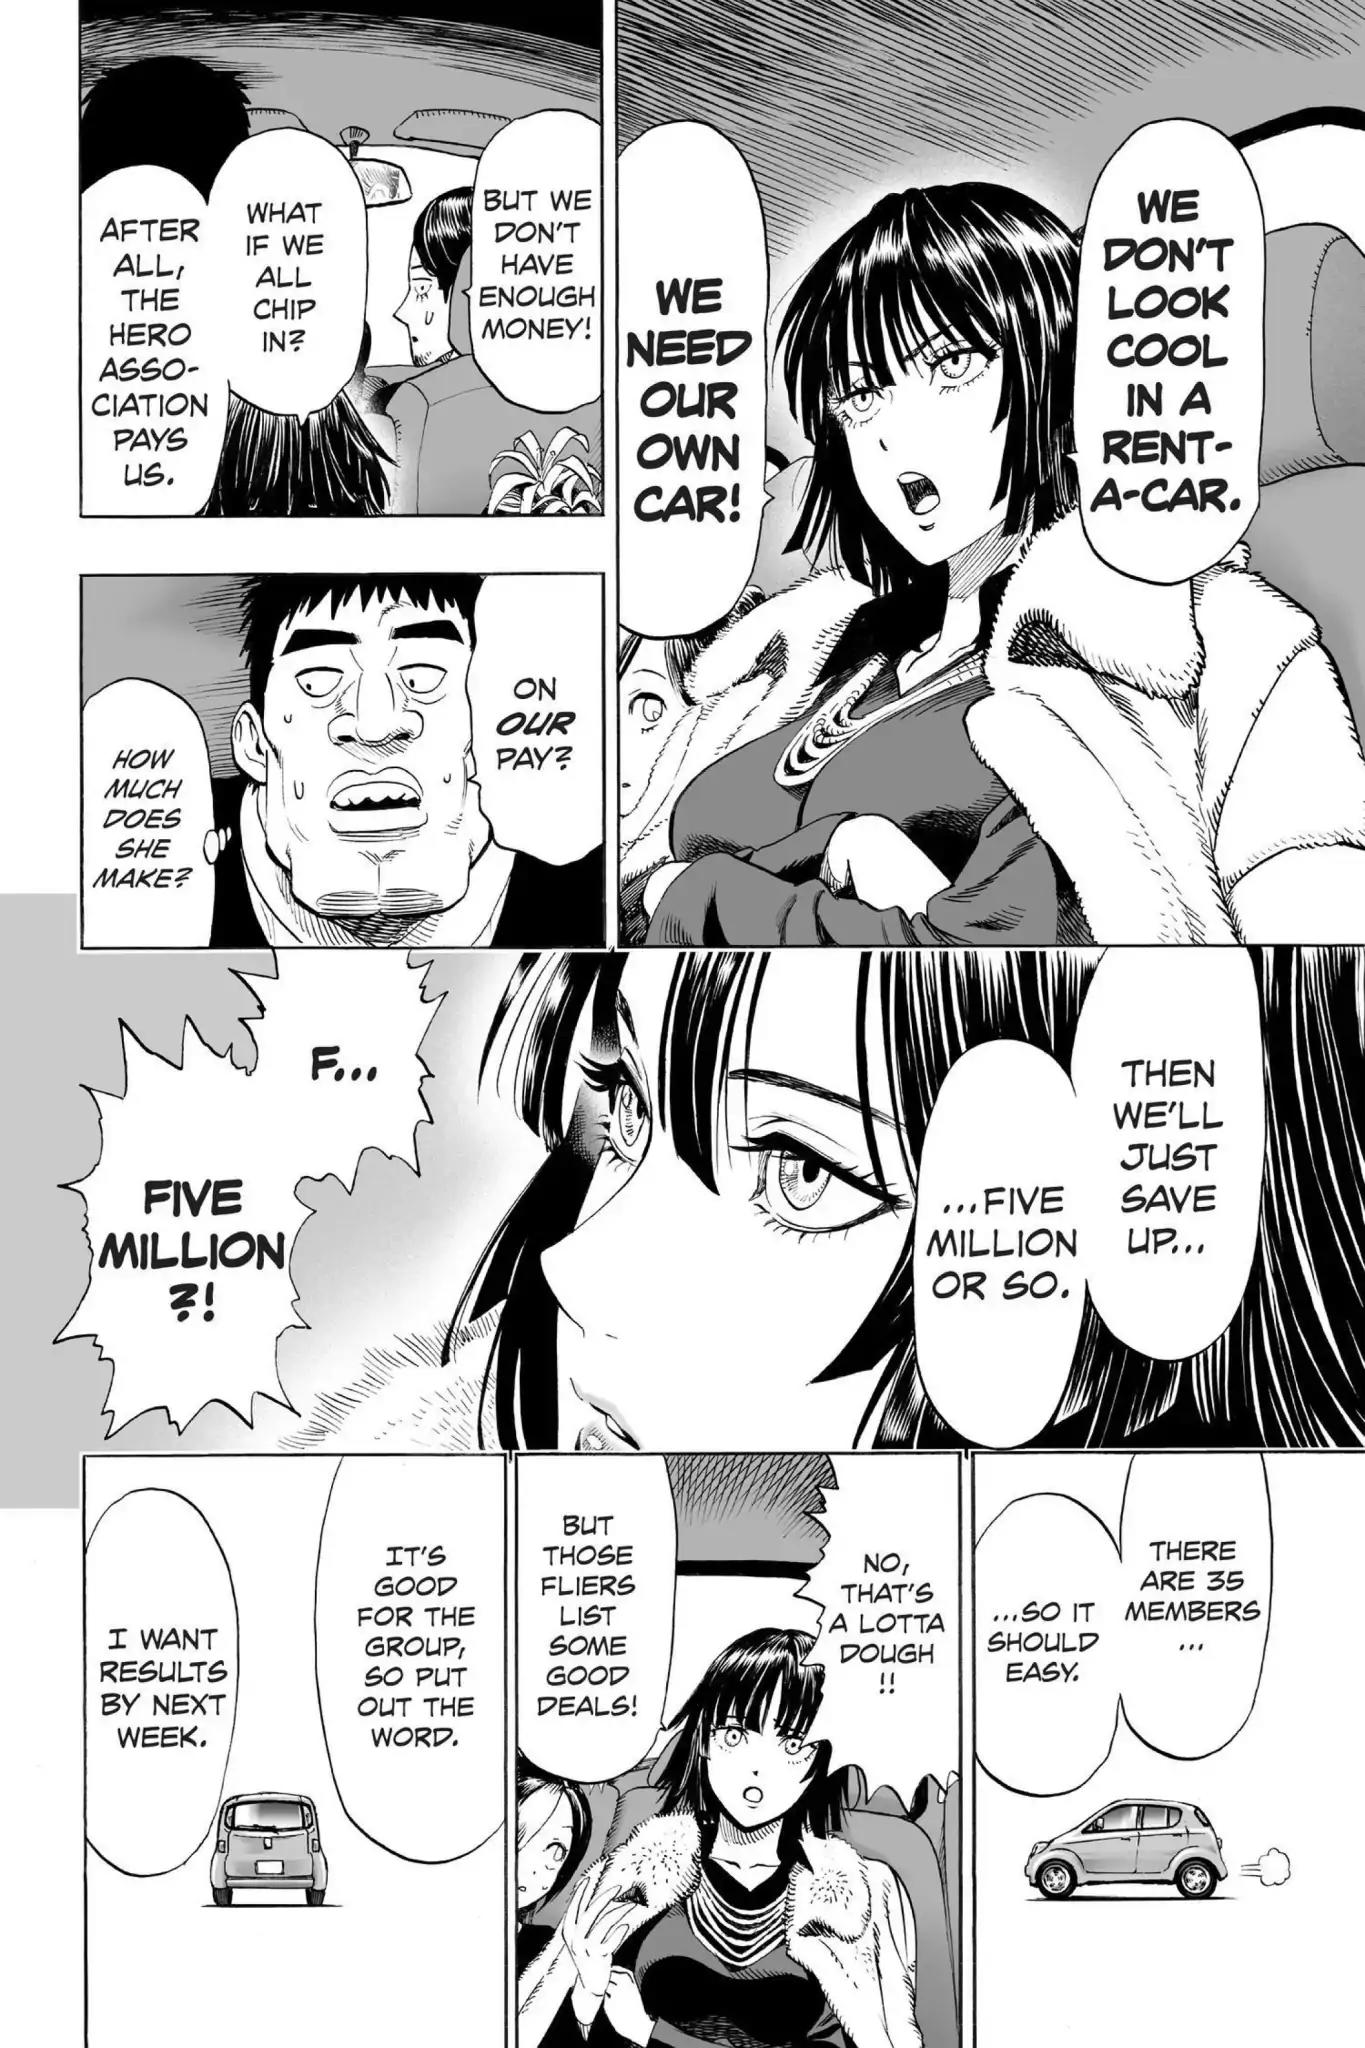 WE
DON'T
LOOK
COOL
IN A
RENT-
A-CAR.
WE
NEED
OUR
OWN
CAR!
BUT WE
DON'T
HAVE
ENOUGH
MONEY!
WHAT
IF WE
ALL
CHIP
IN?
AFTER
ALL,
THE
HERO
ASSO-
CIATION
PAYS
US.
ON
OUR
PAY?
HOW
MUCH
DOES
SHE
MAKE?
THEN
WE'LL
JUST
SAVE
UP...
...FIVE
MILLION
OR SO.
F...
FIVE
MILLION
?!
THERE
ARE 35
MEMBERS
...
...SO IT
SHOULD
EASY.
NO,
THAT'S
A LOTTA
DOUGH
!!
BUT
THOSE
FLIERS
LIST
SOME
GOOD
DEALS!
IT'S
GOOD
FOR THE
GROUP,
SO PUT
OUT THE
WORD.
I WANT
RESULTS
BY NEXT
WEEK.